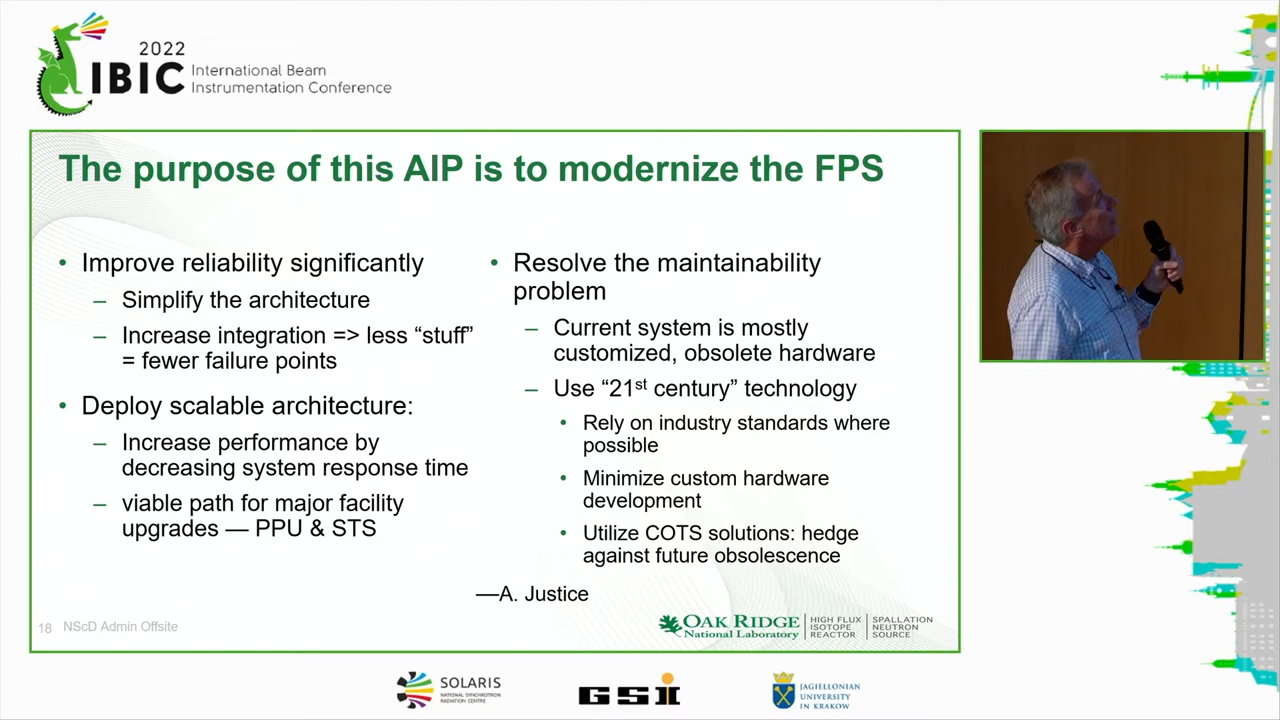 2022
IBIC
International Beam
Instrumentation Conference
The purpose of this AIP is to modernize the FPS
• Improve reliability significantly
– Simplify the architecture
– Increase integration => less “stuff”
= fewer failure points
• Deploy scalable architecture:
– Increase performance by
decreasing system response time
– viable path for major facility
upgrades — PPU & STS
• Resolve the maintainability
problem
– Current system is mostly
customized, obsolete hardware
– Use “21st century” technology
• Rely on industry standards where
possible
• Minimize custom hardware
development
• Utilize COTS solutions: hedge
against future obsolescence
—A. Justice
18 NScD Admin Offsite
OAK RIDGE
National Laboratory
HIGH FLUX
ISOTOPE
REACTOR
SPALLATION
NEUTRON
SOURCE
SOLARIS
NATIONAL SYNCHROTRON
RADIATION CENTRE
GSI
JAGIELLONIAN
UNIVERSITY
IN KRAKOW